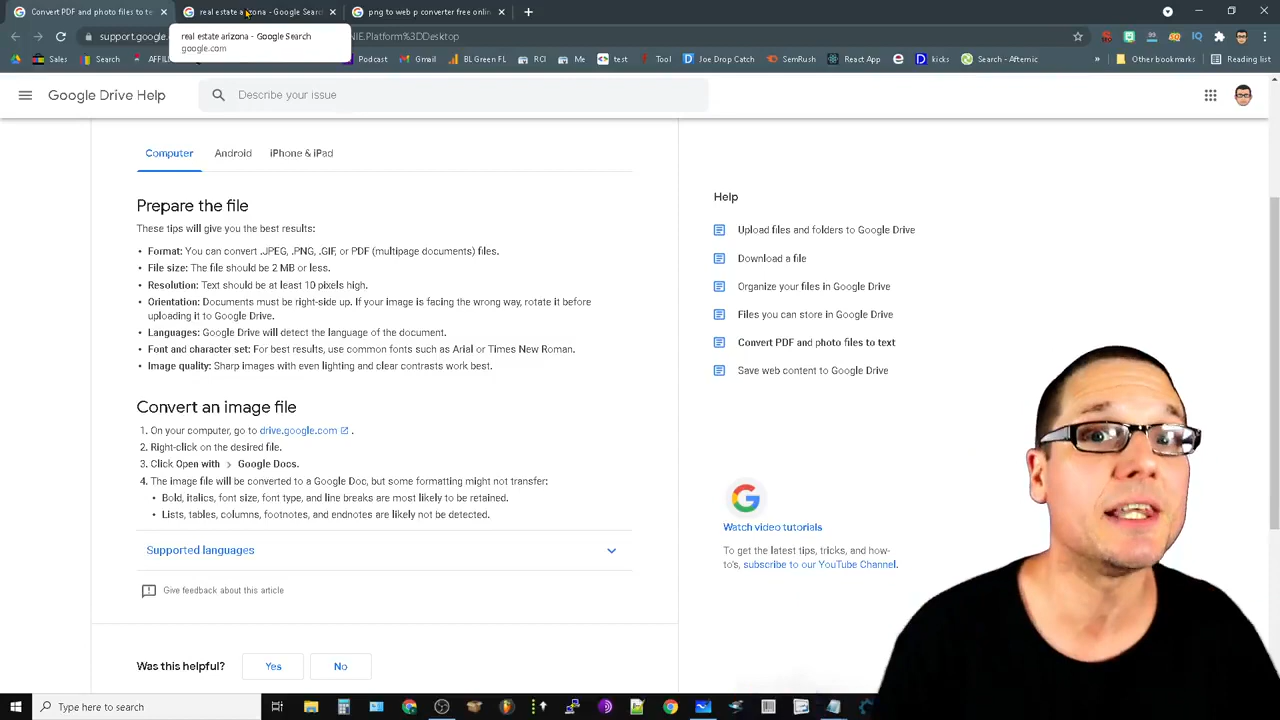 Convert PDF and photo files to te
real estate arizona - Google Searc
png to web p converter free onlin
real estate arizona - Google Search
google.com
support.google.
NIE.Platform%3DDesktop
Sales
Search
AFFILI
Podcast
Gmail
BL Green FL
RCI
Me
test
Tool
Joe Drop Catch
SemRush
React App
kicks
Search - Afternic
»
Other bookmarks
Reading list
Google Drive Help
Describe your issue
Computer
Android
iPhone & iPad
Prepare the file
These tips will give you the best results:
• Format: You can convert .JPEG, .PNG, .GIF, or PDF (multipage documents) files.
• File size: The file should be 2 MB or less.
• Resolution: Text should be at least 10 pixels high.
• Orientation: Documents must be right-side up. If your image is facing the wrong way, rotate it before
uploading it to Google Drive.
• Languages: Google Drive will detect the language of the document.
• Font and character set: For best results, use common fonts such as Arial or Times New Roman.
• Image quality: Sharp images with even lighting and clear contrasts work best.
Convert an image file
1. On your computer, go to drive.google.com .
2. Right-click on the desired file.
3. Click Open with > Google Docs.
4. The image file will be converted to a Google Doc, but some formatting might not transfer:
• Bold, italics, font size, font type, and line breaks are most likely to be retained.
• Lists, tables, columns, footnotes, and endnotes are likely not be detected.
Supported languages
Give feedback about this article
Was this helpful?
Yes
No
Help
Upload files and folders to Google Drive
Download a file
Organize your files in Google Drive
Files you can store in Google Drive
Convert PDF and photo files to text
Save web content to Google Drive
Watch video tutorials
To get the latest tips, tricks, and how-
to's, subscribe to our YouTube Channel.
Type here to search